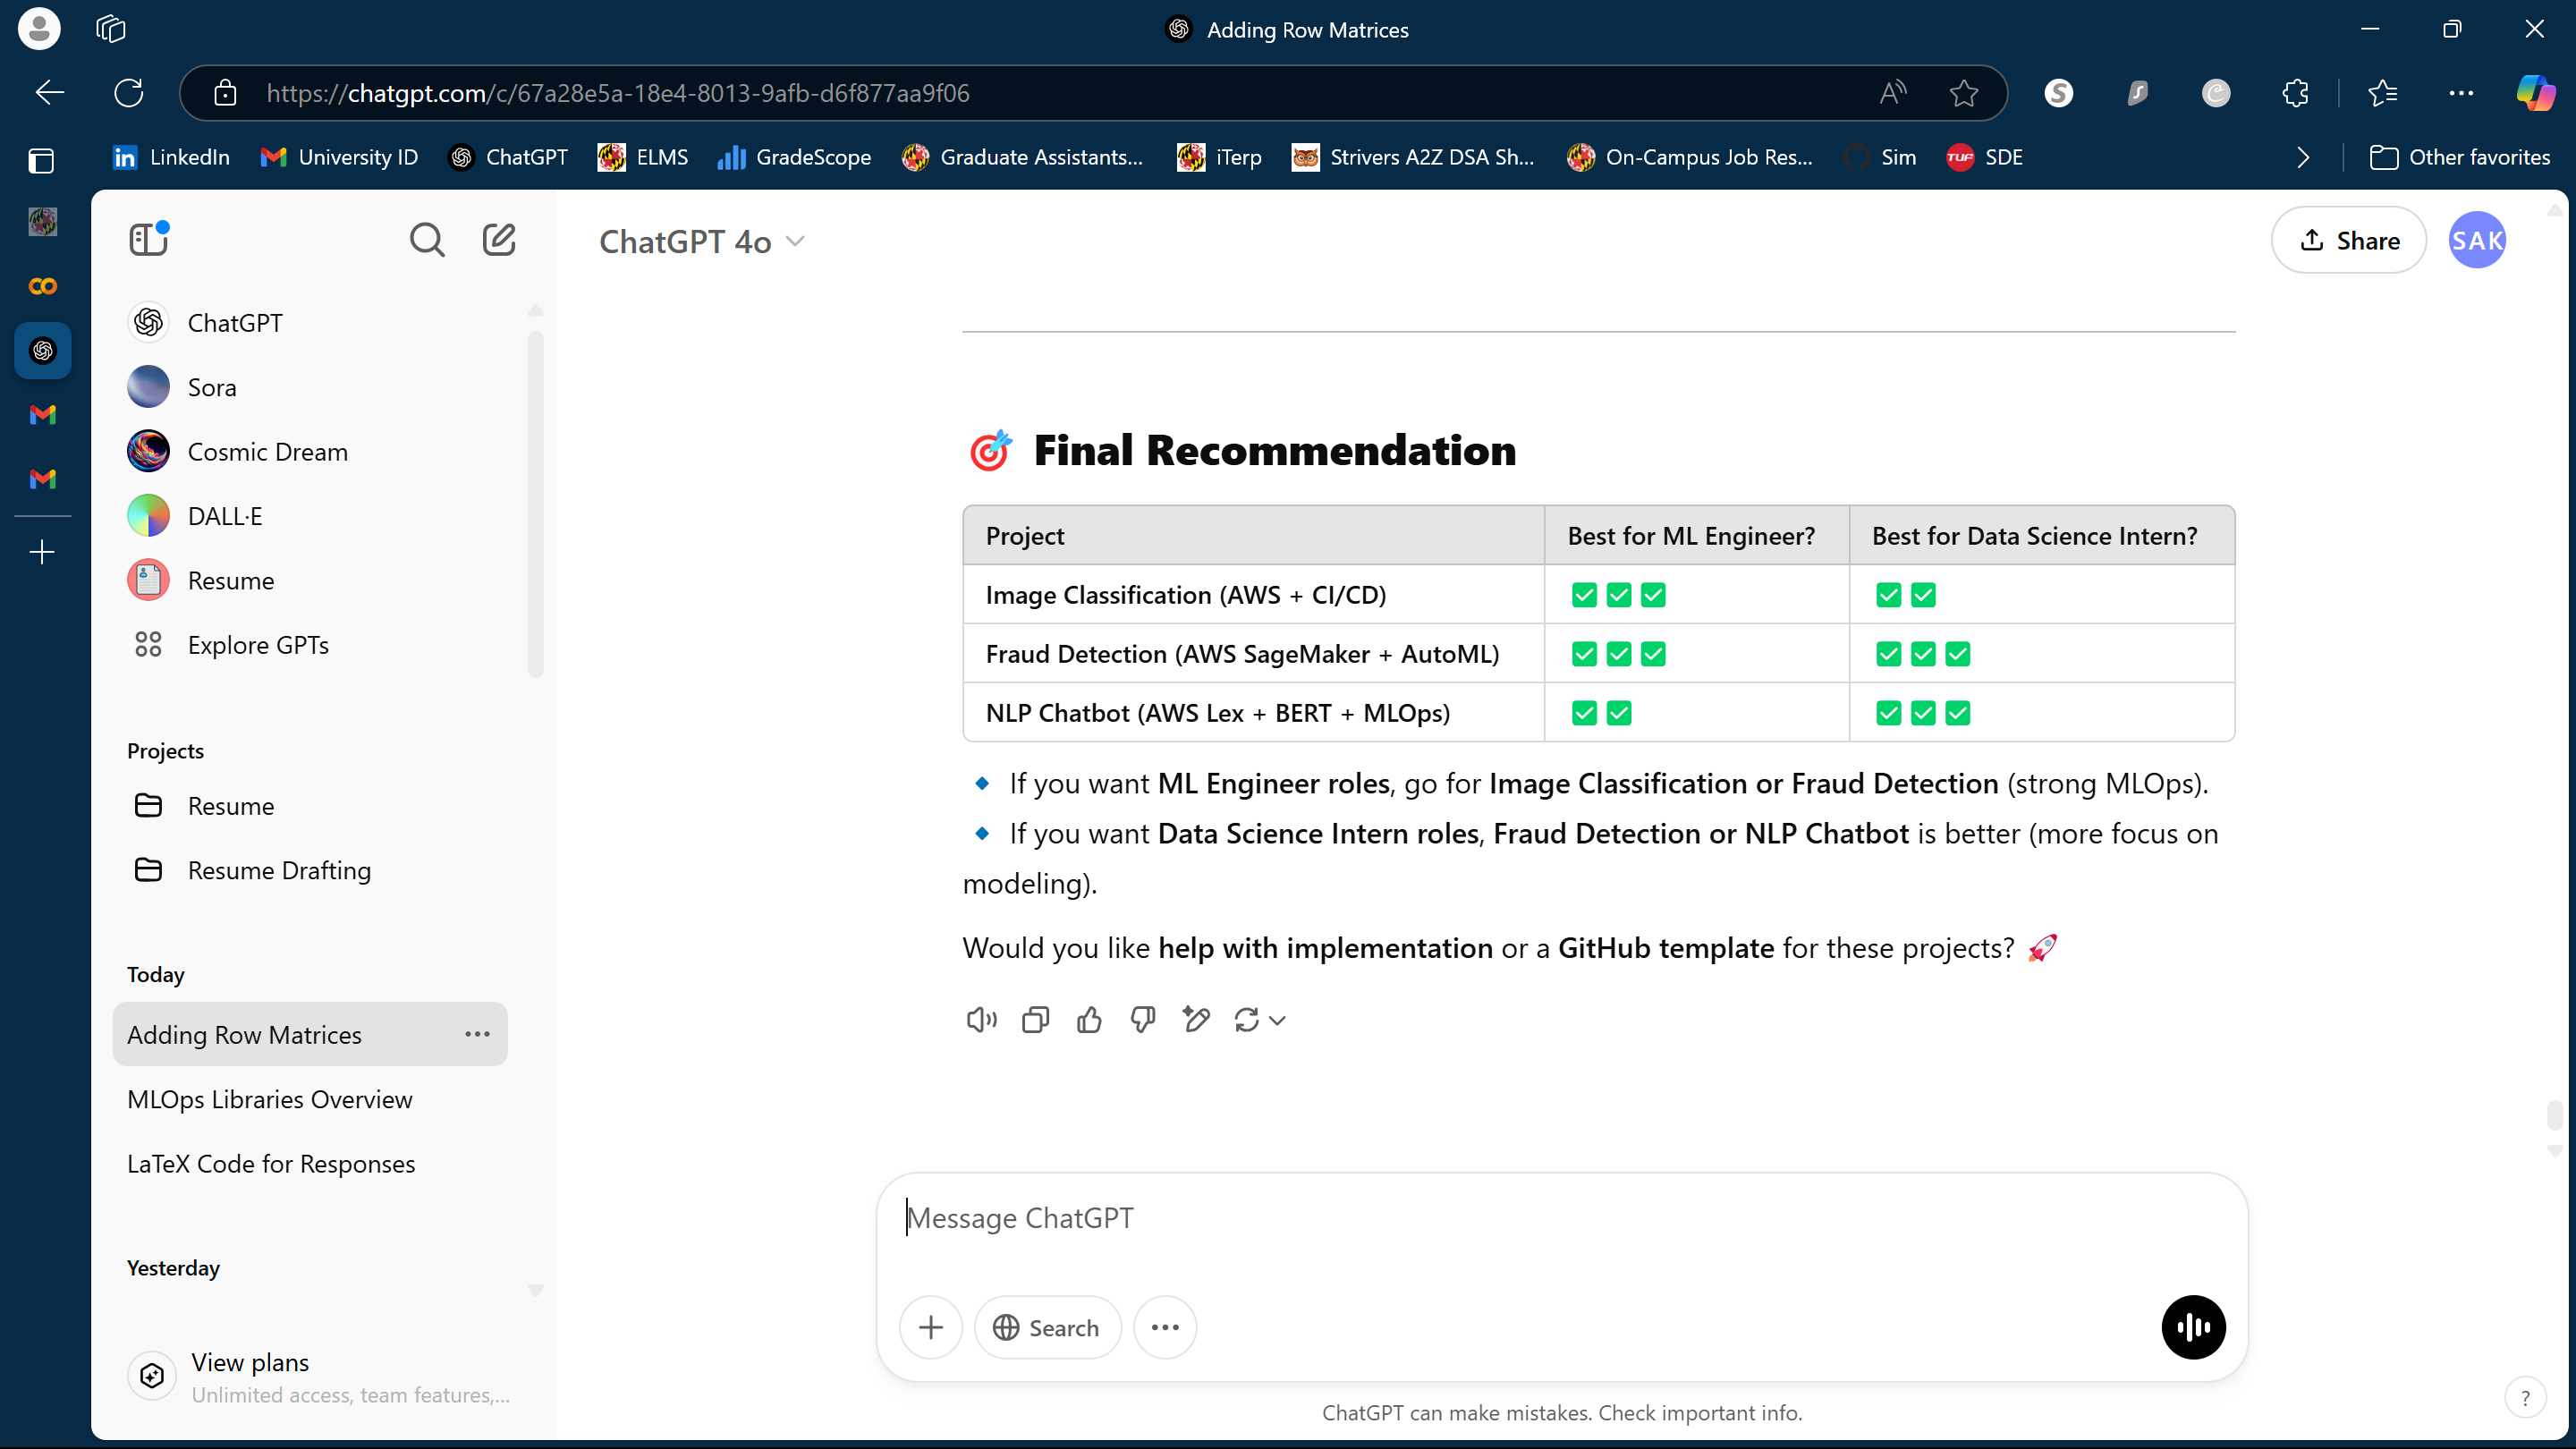 Adding Row Matrices
https://chatgpt.com/c/67a28e5a-18e4-8013-9afb-d6f877aa9f06
LinkedIn University ID ChatGPT ELMS GradeScope Graduate Assistants... iTerp Strivers A2Z DSA Sh... On-Campus Job Res... Sim TUF SDE Other favorites
ChatGPT
Sora
Cosmic Dream
DALL·E
Resume
Explore GPTs
Projects
Resume
Resume Drafting
Today
Adding Row Matrices
MLOps Libraries Overview
LaTeX Code for Responses
Yesterday
View plans
Unlimited access, team features,...
ChatGPT 4o
Share
SAK
🎯 Final Recommendation
Project Best for ML Engineer? Best for Data Science Intern?
Image Classification (AWS + CI/CD) ✅✅✅ ✅✅
Fraud Detection (AWS SageMaker + AutoML) ✅✅✅ ✅✅✅
NLP Chatbot (AWS Lex + BERT + MLOps) ✅✅ ✅✅✅
🔹 If you want ML Engineer roles, go for Image Classification or Fraud Detection (strong MLOps).
🔹 If you want Data Science Intern roles, Fraud Detection or NLP Chatbot is better (more focus on
modeling).
Would you like help with implementation or a GitHub template for these projects? 🚀
Message ChatGPT
Search
ChatGPT can make mistakes. Check important info.
?